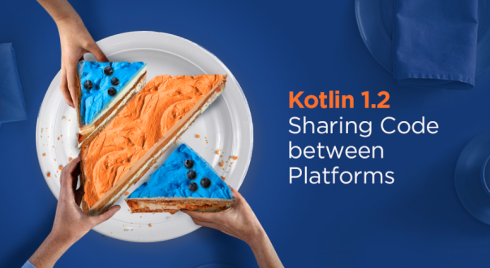 Kotlin 1.2
Sharing Code
between
Platforms